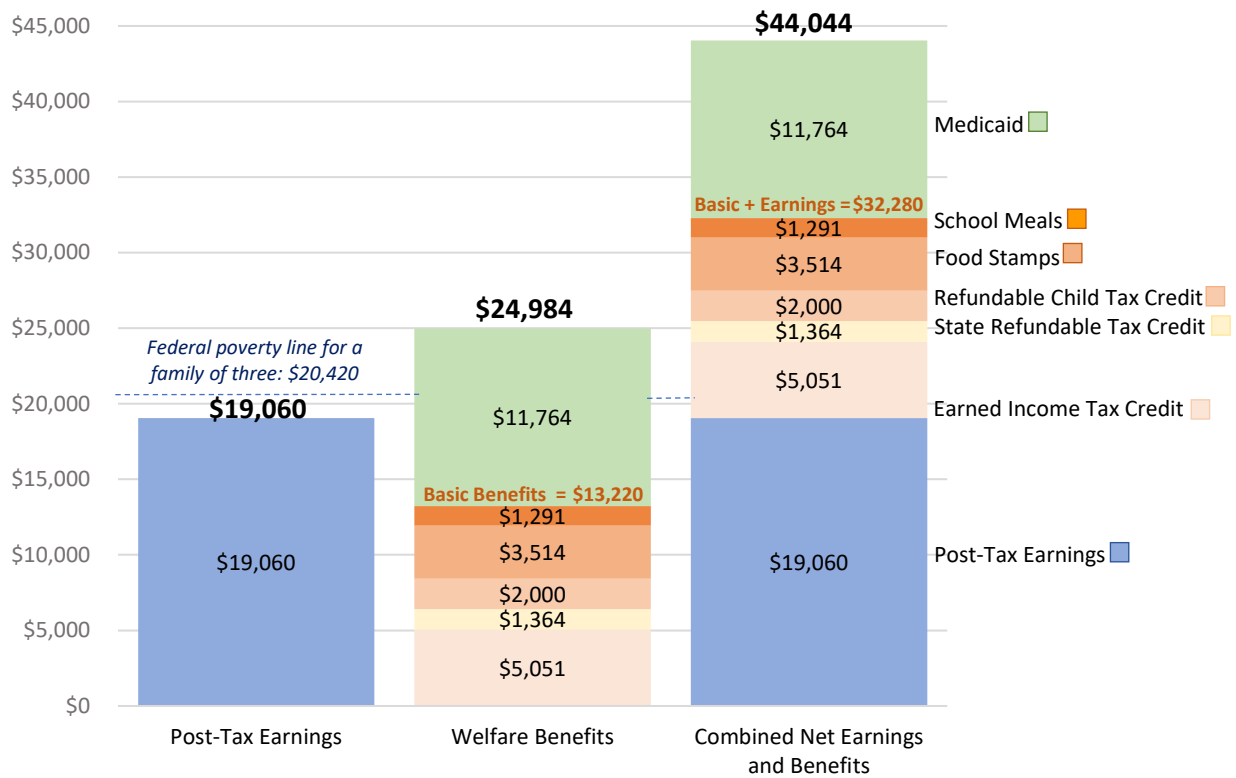 $45,000
$40,000
$35,000
$30,000
$25,000
$20,000
$15,000
$10,000
$5,000
$0
Federal poverty line for a
family of three: $20,420
$19,060
$19,060
Post-Tax Earnings
$24,984
$11,764
Basic Benefits = $13,220
$1,291
$3,514
$2,000
$1,364
$5,051
Welfare Benefits
$44,044
$11,764
Basic + Earnings = $32,280
$1,291
$3,514
$2,000
$1,364
$5,051
$19,060
Combined Net Earnings
and Benefits
Medicaid
School Meals
Food Stamps
Refundable Child Tax Credit
State Refundable Tax Credit
Earned Income Tax Credit
Post-Tax Earnings